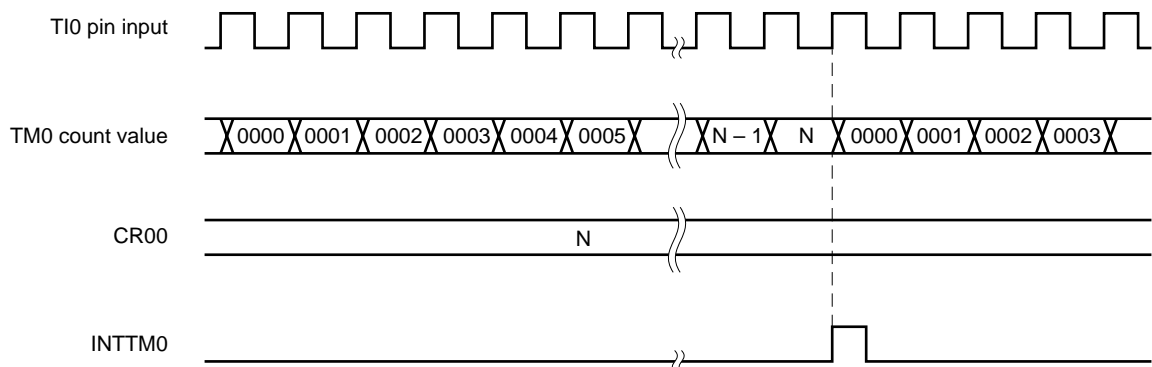 TI0 pin input
TM0 count value 0000 0001 0002 0003 0004 0005 N – 1 N 0000 0001 0002 0003
CR00 N
INTTM0